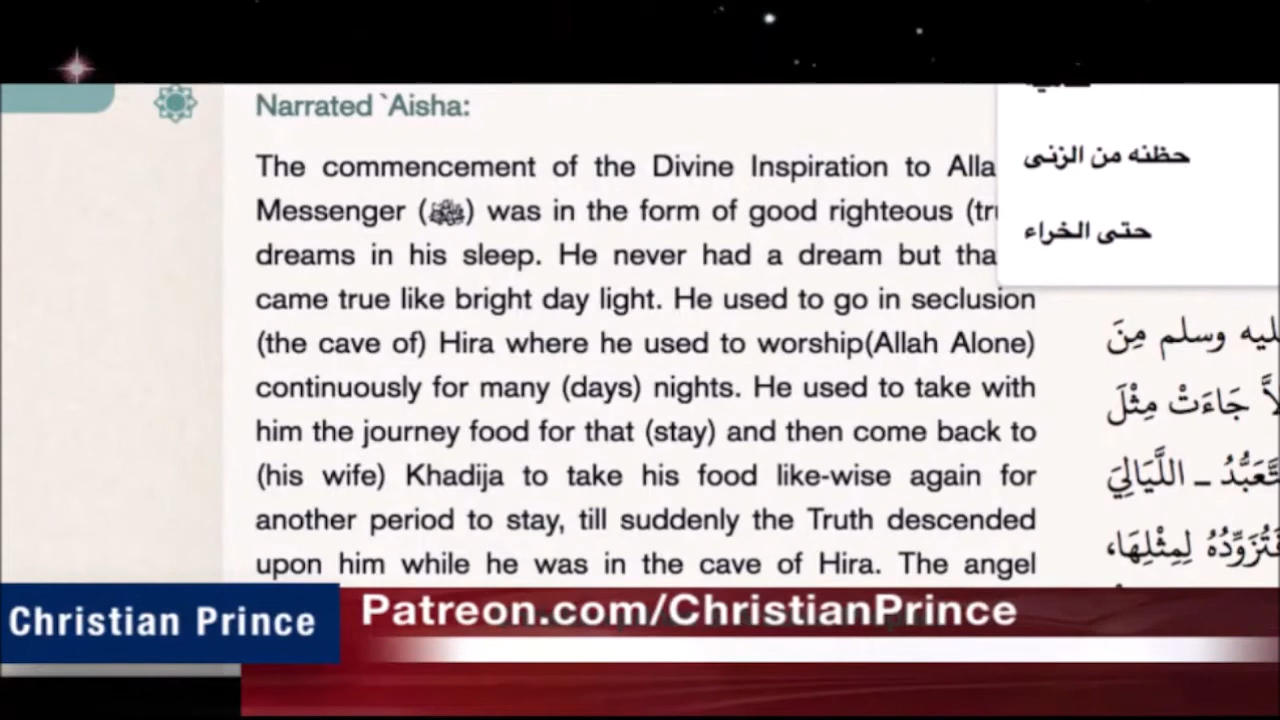 Narrated `Aisha:
The commencement of the Divine Inspiration to Alla
Messenger (ﷺ) was in the form of good righteous (tru
dreams in his sleep. He never had a dream but tha
came true like bright day light. He used to go in seclusion
(the cave of) Hira where he used to worship(Allah Alone)
continuously for many (days) nights. He used to take with
him the journey food for that (stay) and then come back to
(his wife) Khadija to take his food like-wise again for
another period to stay, till suddenly the Truth descended
upon him while he was in the cave of Hira. The angel
حظنه من الزنى
حتى الخراء
ليه وسلم مِنَ
لاَّ جَاءَتْ مِثْلَ
تَّعَبُّدُ ـ اللَّيَالِيَ
فَتُزَوِّدُهُ لِمِثْلِهَا،
Christian Prince
Patreon.com/ChristianPrince